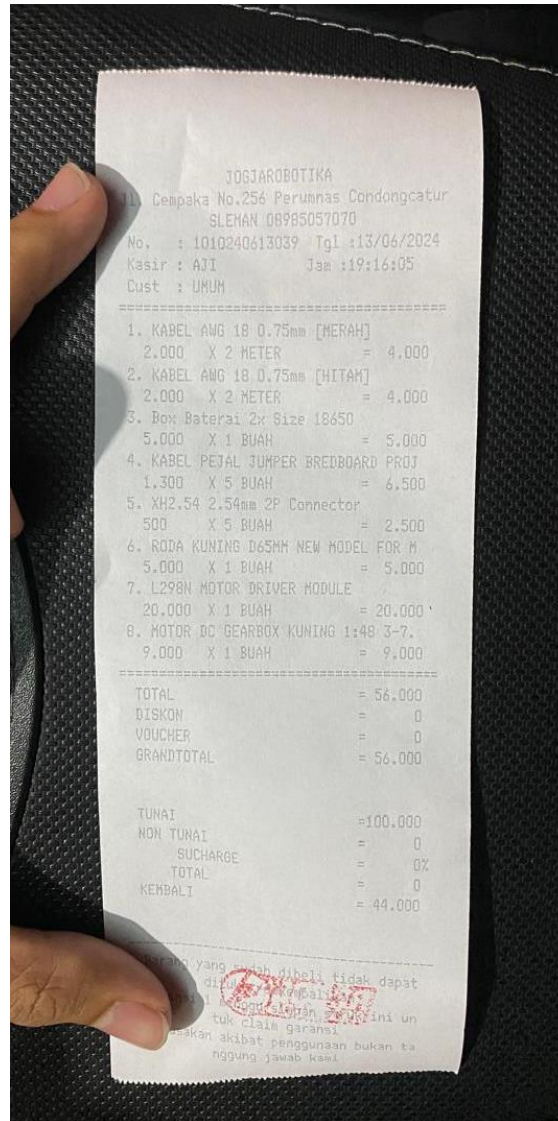 JOGJAROBOTIKA
Jl. Cempaka No.256 Perumnas Condongcatur
SLEMAN 08985057070
No. : 1010240613039 Tgl :13/06/2024
Kasir : AJI Jam :19:16:05
Cust : UMUM
1. KABEL AWG 18 0.75mm [MERAH]
2.000 X 2 METER = 4.000
2. KABEL AWG 18 0.75mm [HITAM]
2.000 X 2 METER = 4.000
3. Box Baterai 2x Size 18650
5.000 X 1 BUAH = 5.000
4. KABEL PEJAL JUMPER BREDBOARD PROJ
1.300 X 5 BUAH = 6.500
5. XH2.54 2.54mm 2P Connector
500 X 5 BUAH = 2.500
6. RODA KUNING D65MM NEW MODEL FOR M
5.000 X 1 BUAH = 5.000
7. L298N MOTOR DRIVER MODULE
20.000 X 1 BUAH = 20.000
8. MOTOR DC GEARBOX KUNING 1:48 3-7.
9.000 X 1 BUAH = 9.000
TOTAL = 56.000
DISKON = 0
VOUCHER = 0
GRANDTOTAL = 56.000
TUNAI =100.000
NON TUNAI = 0
SUCHARGE = 0%
TOTAL = 0
KEMBALI = 44.000
Barang yang sudah dibeli tidak dapat
kembali
ini un
tuk claim garansi
akibat penggunaan bukan ta
nggung jawab kami